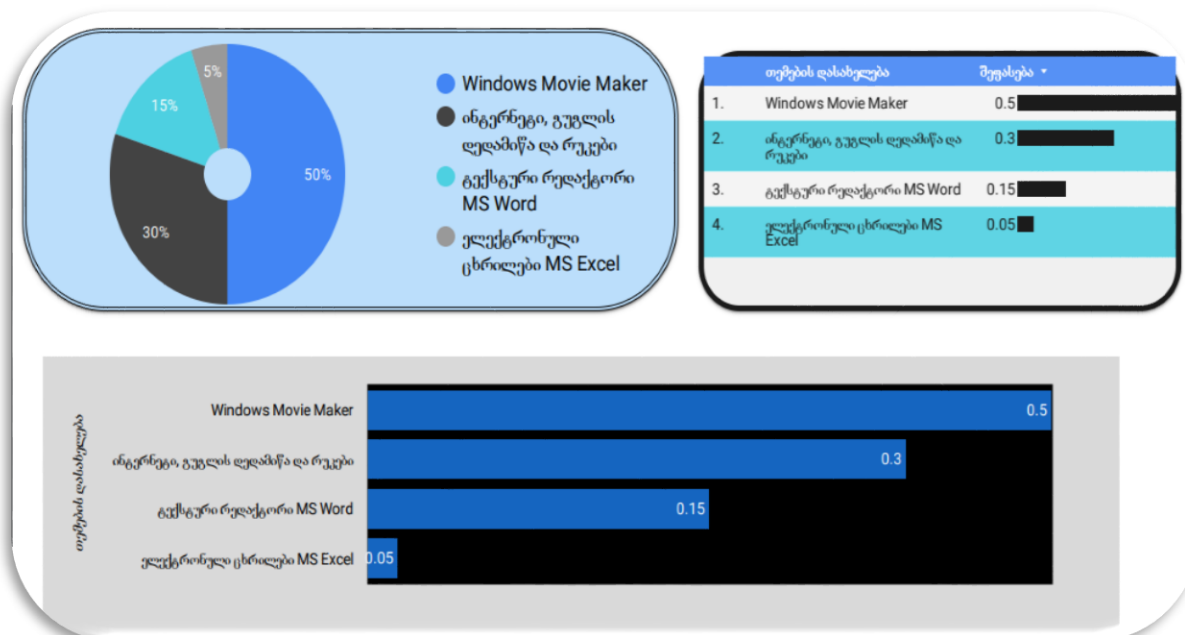 5%
15%
50%
30%
Windows Movie Maker
ინტერნეტი, გუგლის
დედამიწა და რუკები
ტექსტური რედაქტორი
MS Word
ელექტრონული
ცხრილები MS Excel
თემების დასახელება შეფასება
1. Windows Movie Maker 0.5
2. ინტერნეტი, გუგლის დედამიწა და 0.3
რუკები
3. ტექსტური რედაქტორი MS Word 0.15
4. ელექტრონული ცხრილები MS 0.05
Excel
თემების დასახელება
Windows Movie Maker 0.5
ინტერნეტი, გუგლის დედამიწა და რუკები 0.3
ტექსტური რედაქტორი MS Word 0.15
ელექტრონული ცხრილები MS Excel 0.05